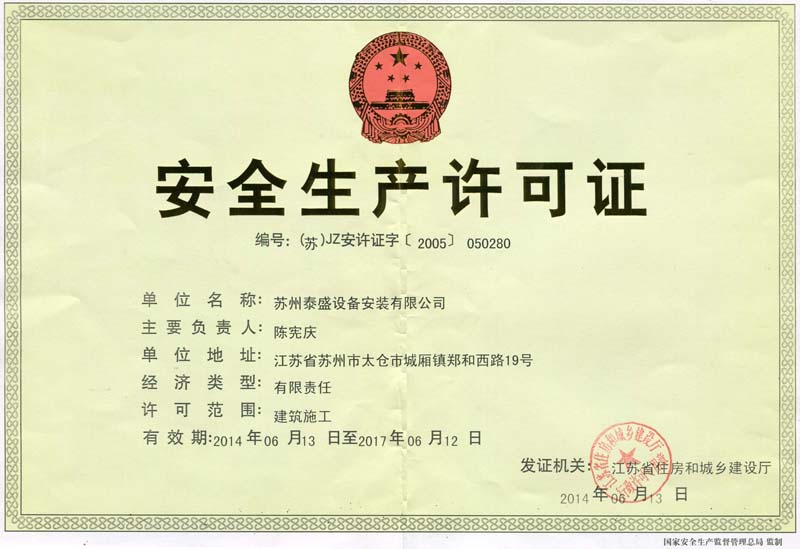 安全生产许可证
编号：(苏)JZ安许证字〔2005〕050280
单位名称：苏州泰盛设备安装有限公司
主要负责人：陈宪庆
单位地址：江苏省苏州市太仓市城厢镇郑和西路19号
经济类型：有限责任
许可范围：建筑施工
有效期：2014年06月13日至2017年06月12日
发证机关：江苏省住房和城乡建设厅
2014年06月13日
国家安全生产监督管理总局 监制